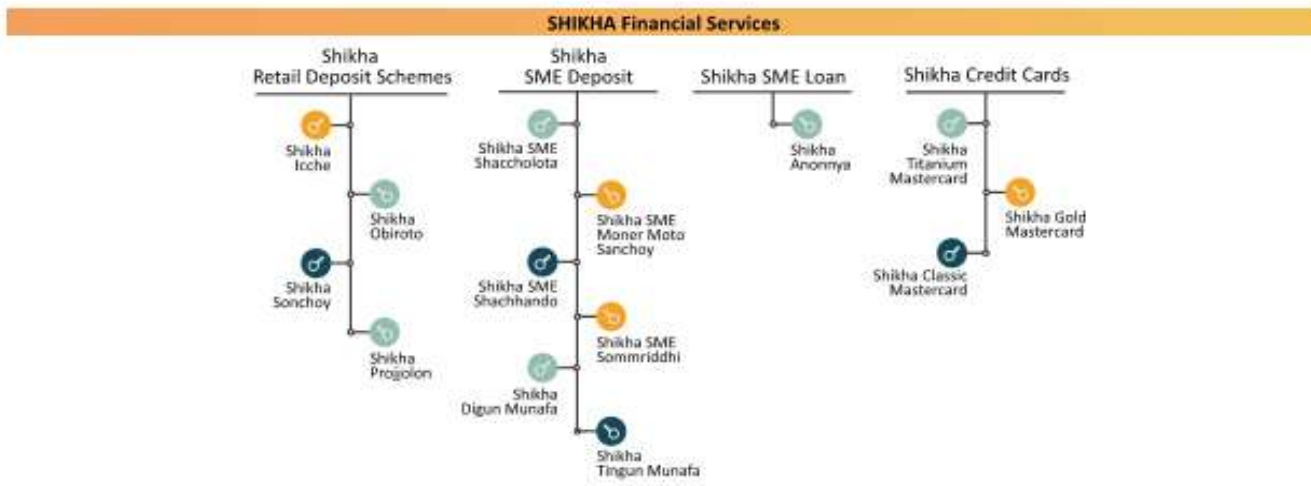 SHIKHA Financial Services
Shikha
Retail Deposit Schemes
Shikha
Icche
Shikha
Obiroto
Shikha
Sonchoy
Shikha
Projjolon
Shikha
SME Deposit
Shikha SME
Shaccholota
Shikha SME
Moner Moto
Sanchoy
Shikha SME
Shachhando
Shikha SME
Sommriddhi
Shikha
Digun Munafa
Shikha
Tingun Munafa
Shikha SME Loan
Shikha
Anonnya
Shikha Credit Cards
Shikha
Titanium
Mastercard
Shikha Gold
Mastercard
Shikha Classic
Mastercard